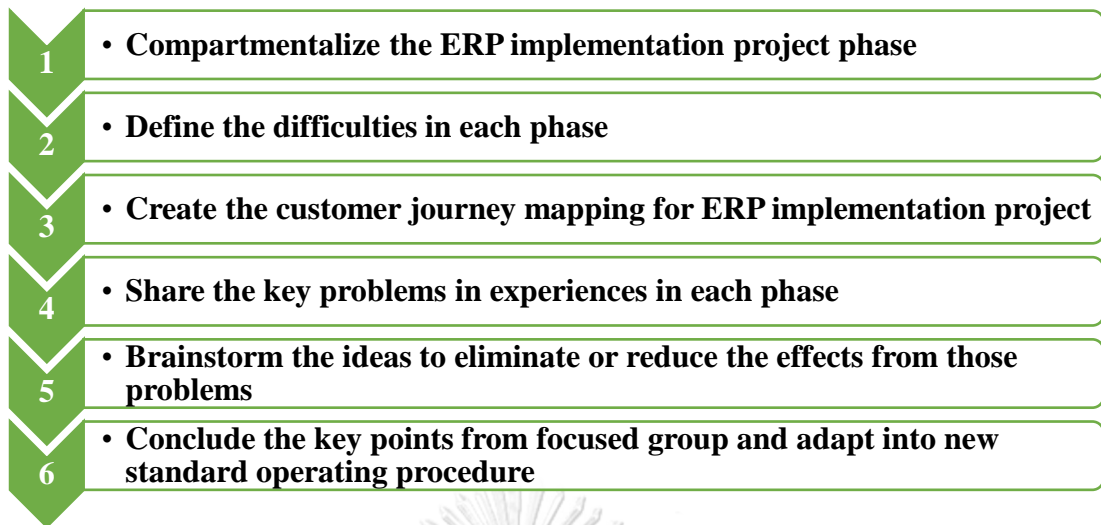 1
• Compartmentalize the ERP implementation project phase
2
• Define the difficulties in each phase
3
• Create the customer journey mapping for ERP implementation project
4
• Share the key problems in experiences in each phase
5
• Brainstorm the ideas to eliminate or reduce the effects from those
problems
6
• Conclude the key points from focused group and adapt into new
standard operating procedure